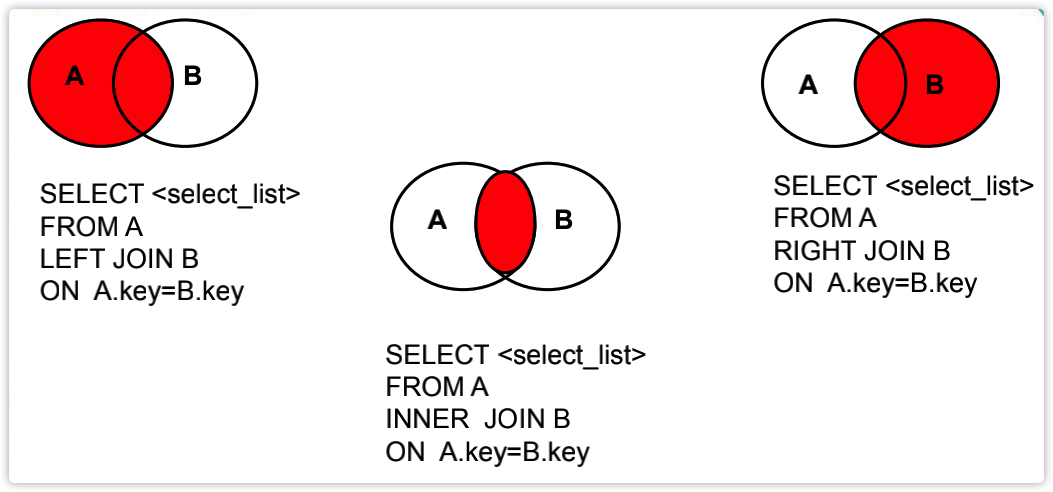 A
B
SELECT <select_list>
FROM A
LEFT JOIN B
ON A.key=B.key
A
B
SELECT <select_list>
FROM A
INNER JOIN B
ON A.key=B.key
A
B
SELECT <select_list>
FROM A
RIGHT JOIN B
ON A.key=B.key